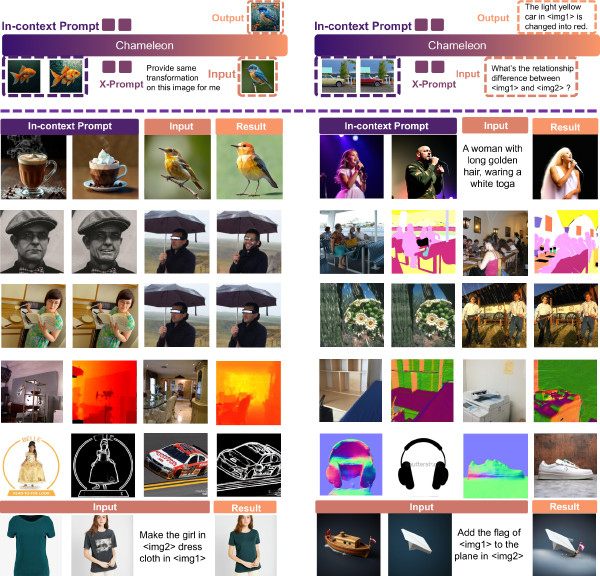 In-context Prompt
Output
Chameleon
X-Prompt
Provide same
transformation
on this image for me
Input
In-context Prompt
Output
The light yellow
car in <img1> is
changed into red.
Chameleon
X-Prompt
Input
What's the relationship
difference between
<img1> and <img2> ?
In-context Prompt
Input
Result
In-context Prompt
Input
Result
A woman with
long golden
hair, waring a
white toga
BELLE
Input
Result
Make the girl in
<img2> dress
cloth in <img1>
Input
Result
Add the flag of
<img1> to the
plane in <img2>